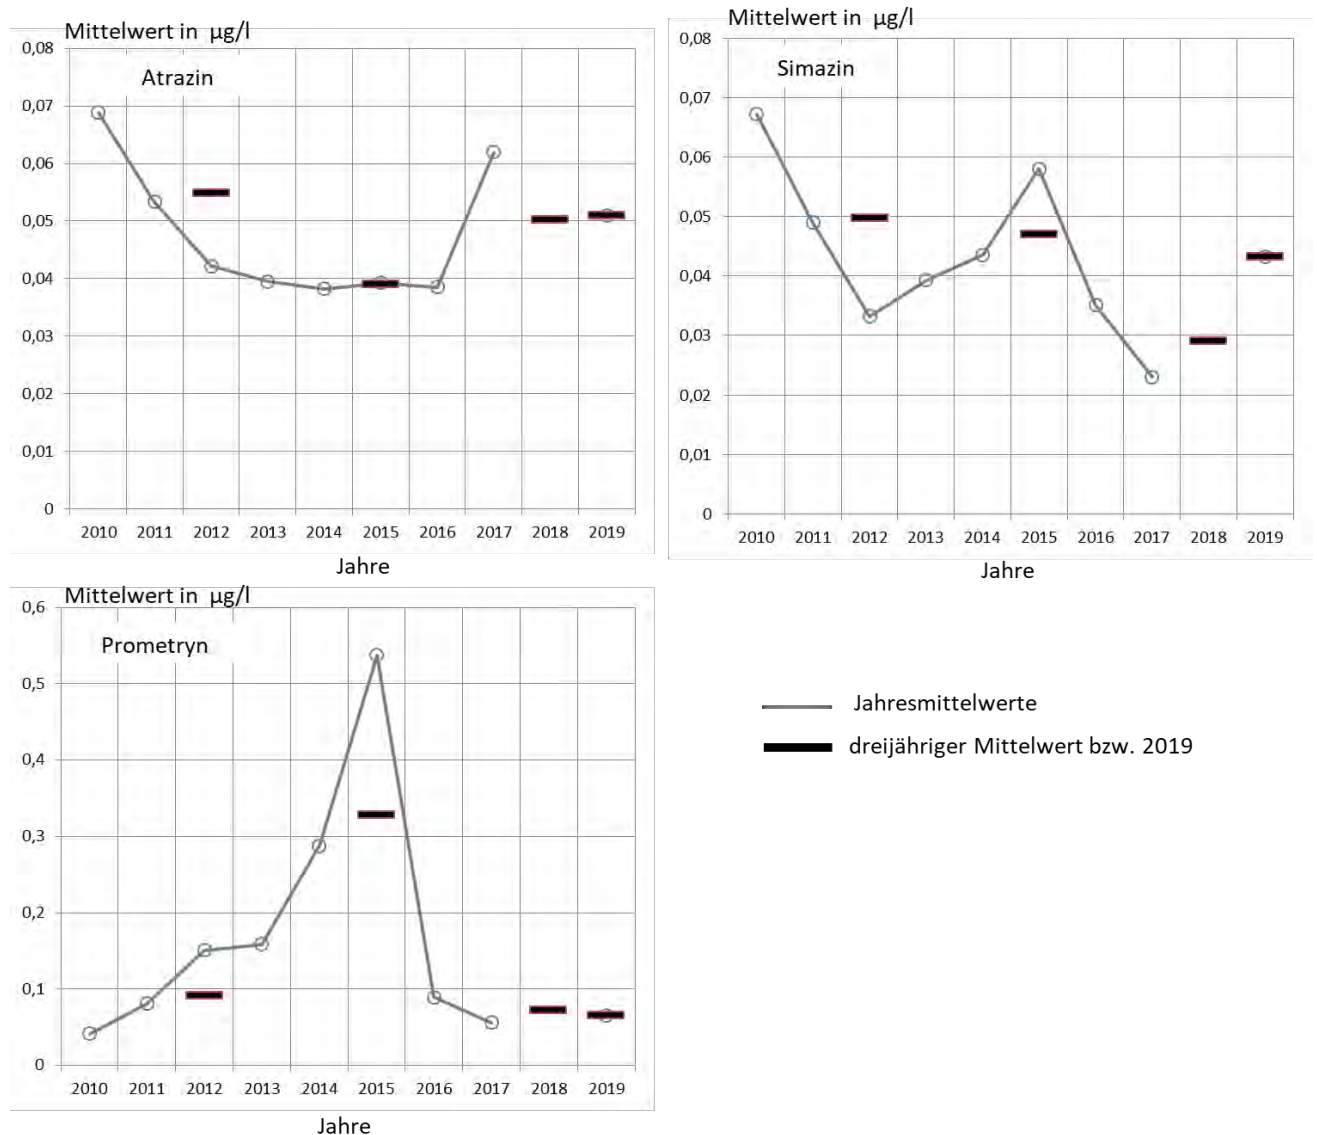 Mittelwert in µg/l
Atrazin
0,08
0,07
0,06
0,05
0,04
0,03
0,02
0,01
0
2010 2011 2012 2013 2014 2015 2016 2017 2018 2019
Jahre
Mittelwert in µg/l
Simazin
0,08
0,07
0,06
0,05
0,04
0,03
0,02
0,01
0
2010 2011 2012 2013 2014 2015 2016 2017 2018 2019
Jahre
Mittelwert in µg/l
Prometryn
0,6
0,5
0,4
0,3
0,2
0,1
0
2010 2011 2012 2013 2014 2015 2016 2017 2018 2019
Jahre
Jahresmittelwerte
dreijähriger Mittelwert bzw. 2019